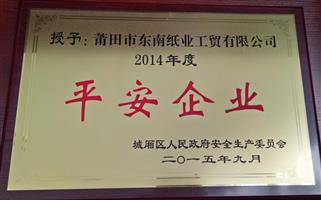 授予：莆田市东南纸业工贸有限公司
2014年度
平安企业
城厢区人民政府安全生产委员会
二〇一五年九月